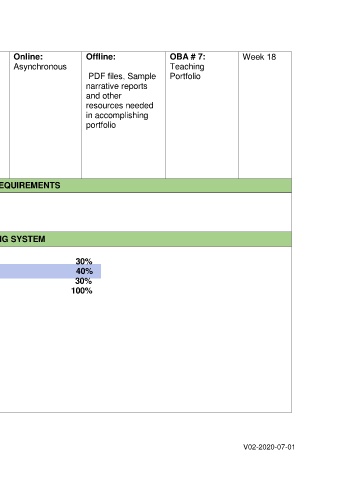 Online:
Asynchronous
Offline:
PDF files, Sample
narrative reports
and other
resources needed
in accomplishing
portfolio
OBA # 7:
Teaching
Portfolio
Week 18
EQUIREMENTS
NG SYSTEM
30%
40%
30%
100%
V02-2020-07-01